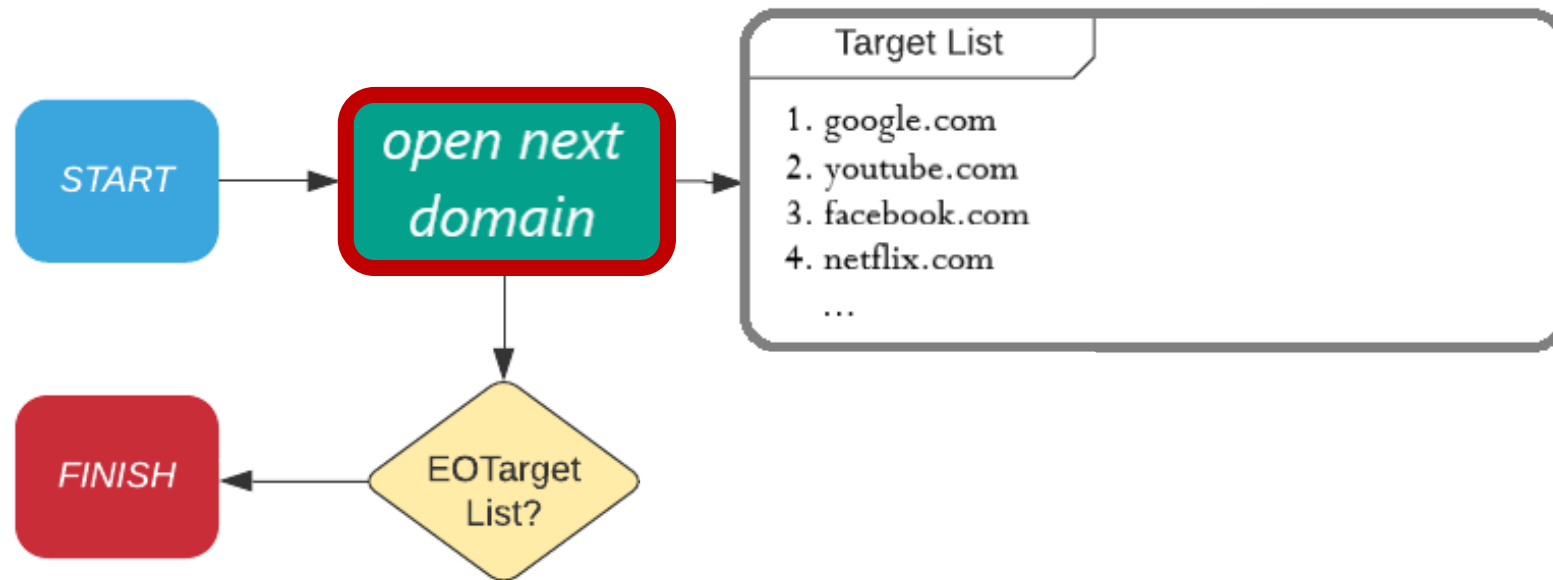 START
open next
domain
Target List
1. google.com
2. youtube.com
3. facebook.com
4. netflix.com
...
FINISH
EOTarget
List?